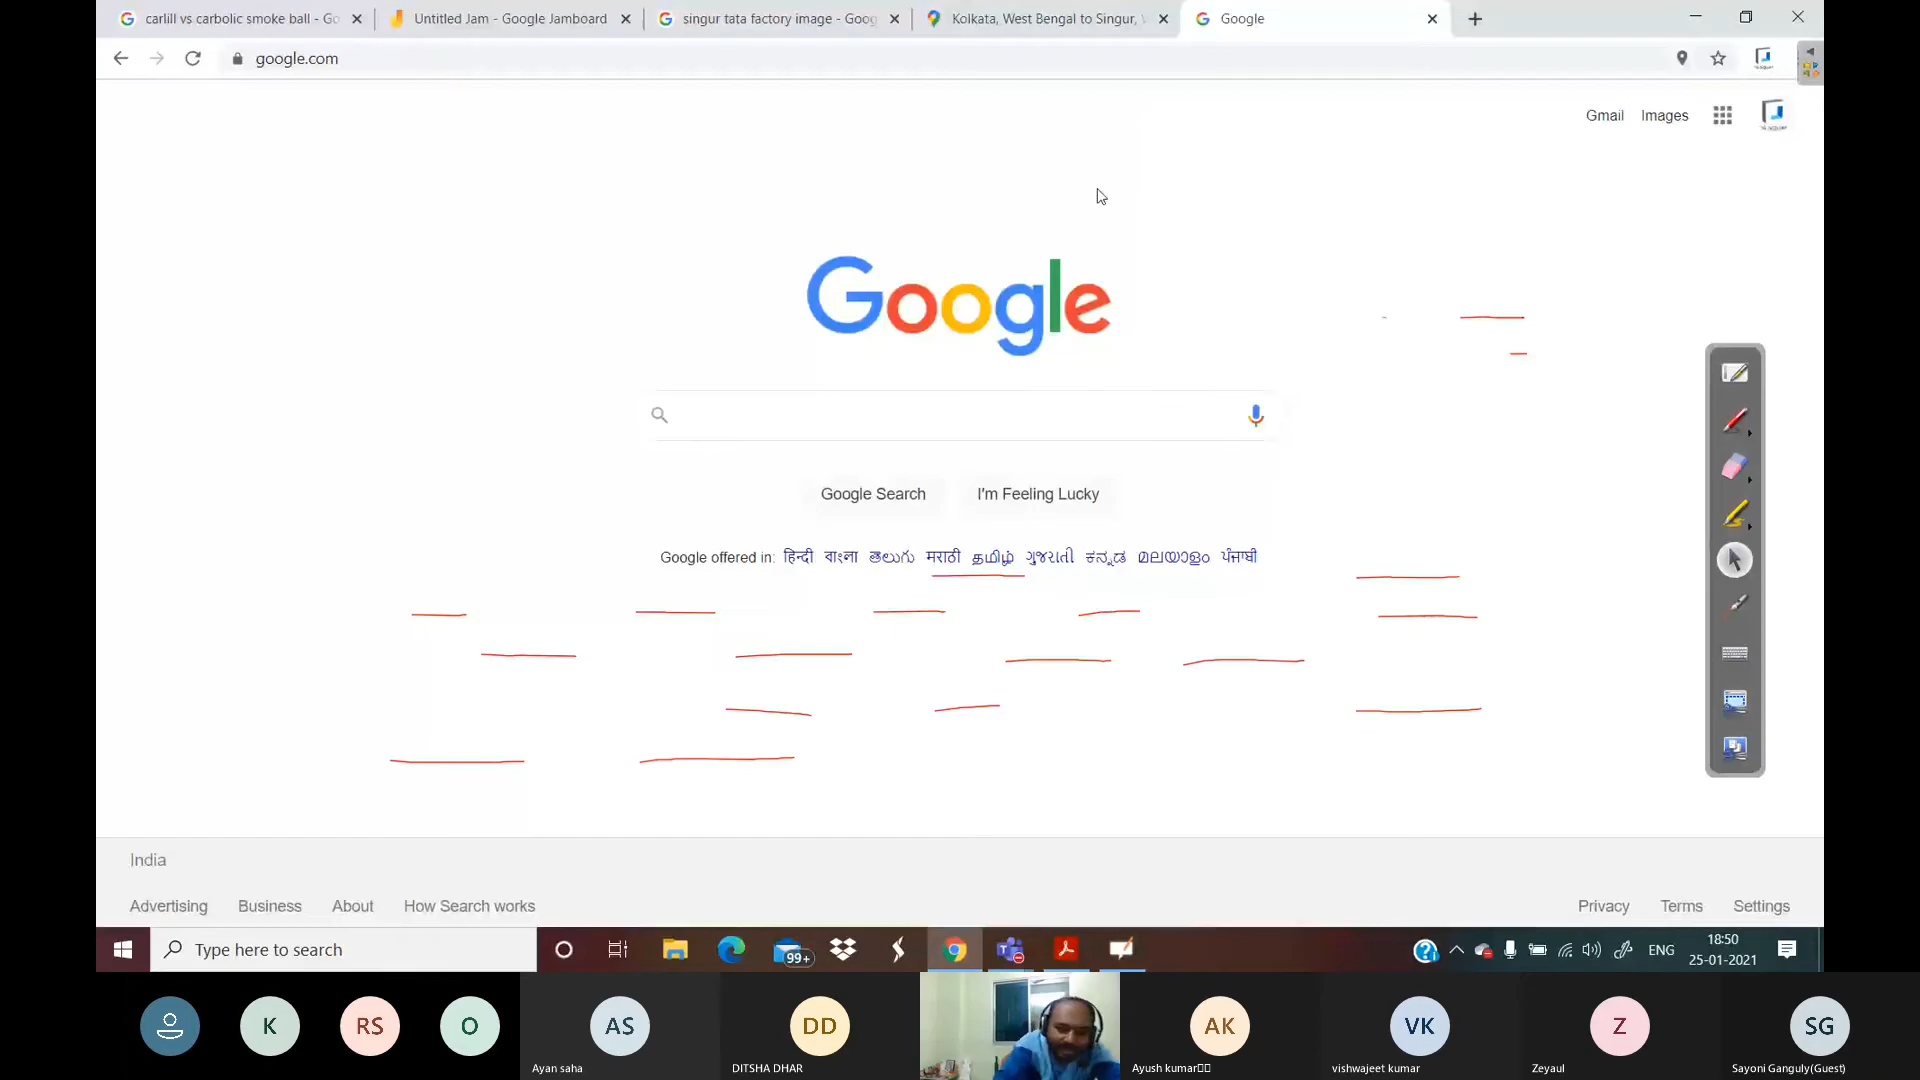 carlill vs carbolic smoke ball - Go
Untitled Jam - Google Jamboard
singur tata factory image - Goog
Kolkata, West Bengal to Singur,
Google
google.com
Gmail Images
Google
Google Search I'm Feeling Lucky
Google offered in: हिन्दी বাংলা తెలుగు मराठी தமிழ் ગુજરાતી ಕನ್ನಡ മലയാളം ਪੰਜਾਬੀ
India
Advertising Business About How Search works Privacy Terms Settings
Type here to search 99+ ENG 18:50
25-01-2021
K RS O AS DD AK VK Z SG
Ayan saha DITSHA DHAR Ayush kumar vishwajeet kumar Zeyaul Sayoni Ganguly(Guest)